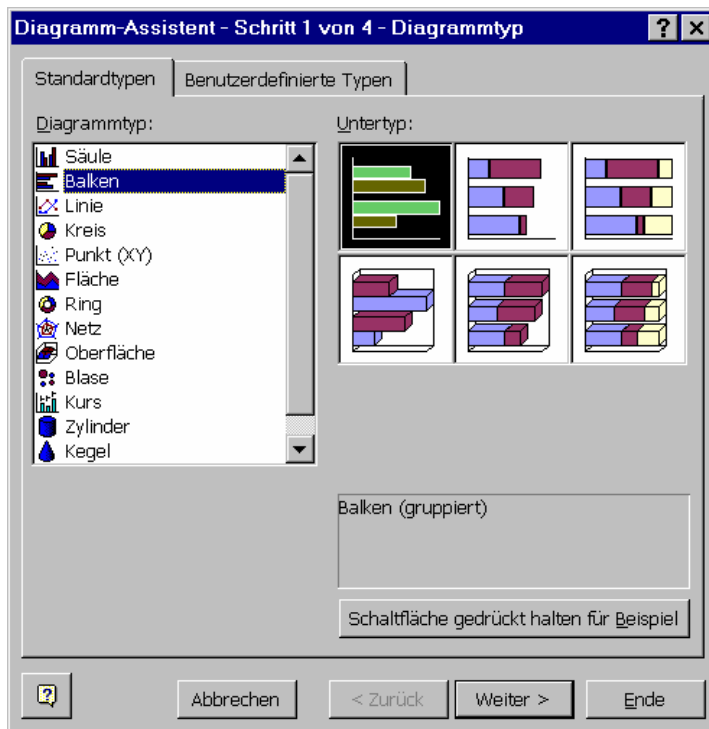 Diagramm-Assistent - Schritt 1 von 4 - Diagrammtyp
Standardtypen
Benutzerdefinierte Typen
Diagrammtyp:
Säule
Balken
Linie
Kreis
Punkt (XY)
Fläche
Ring
Netz
Oberfläche
Blase
Kurs
Zylinder
Kegel
Untertyp:
Balken (gruppiert)
Schaltfläche gedrückt halten für Beispiel
Abbrechen
< Zurück
Weiter >
Ende